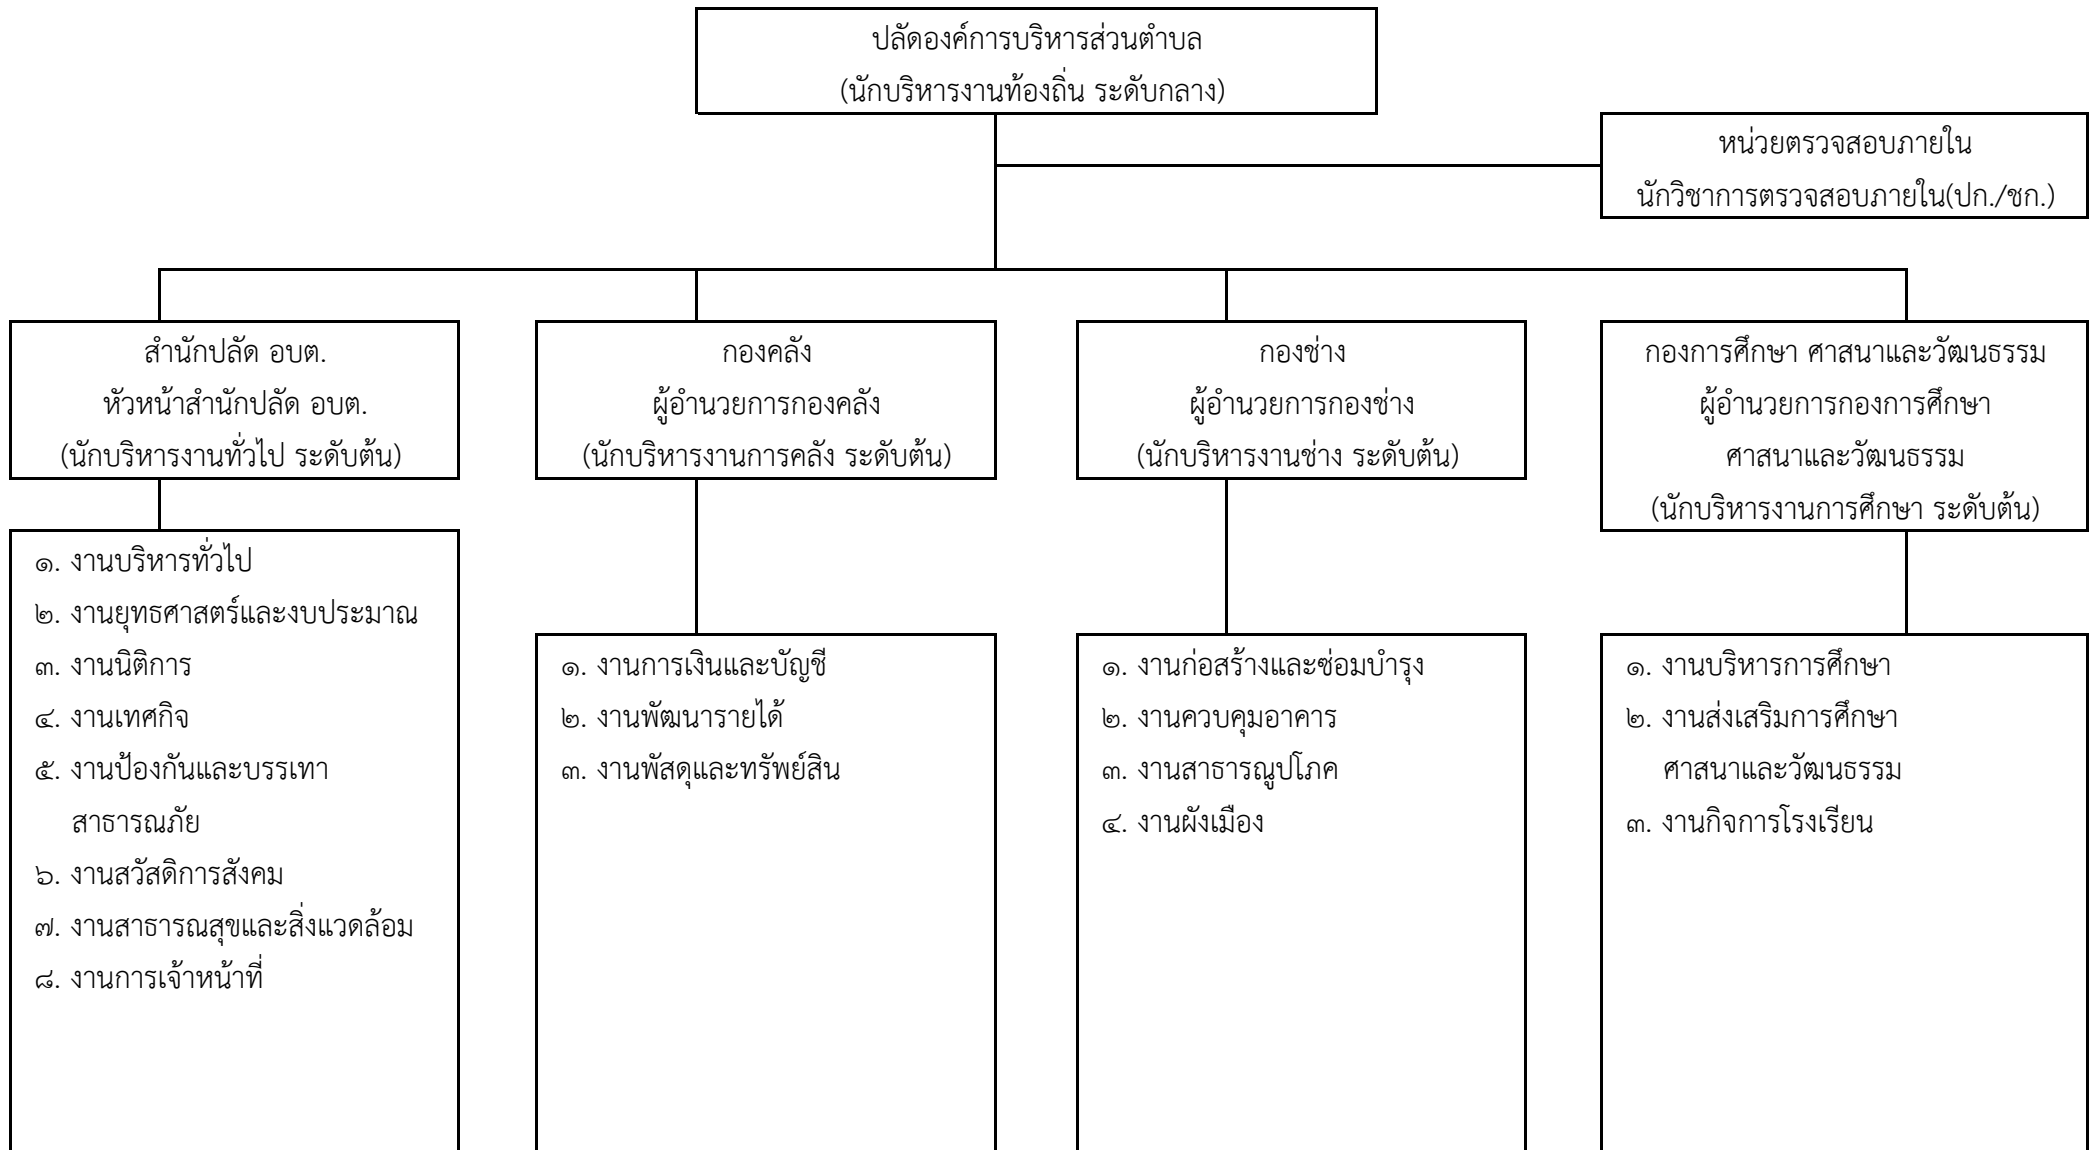 ปลัดองค์การบริหารส่วนตำบล
(นักบริหารงานท้องถิ่น ระดับกลาง)
หน่วยตรวจสอบภายใน
นักวิชาการตรวจสอบภายใน(ปก./ชก.)
สำนักปลัด อบต.
หัวหน้าสำนักปลัด อบต.
(นักบริหารงานทั่วไป ระดับต้น)
กองคลัง
ผู้อำนวยการกองคลัง
(นักบริหารงานการคลัง ระดับต้น)
กองช่าง
ผู้อำนวยการกองช่าง
(นักบริหารงานช่าง ระดับต้น)
กองการศึกษา ศาสนาและวัฒนธรรม
ผู้อำนวยการกองการศึกษา
ศาสนาและวัฒนธรรม
(นักบริหารงานการศึกษา ระดับต้น)
๑. งานบริหารทั่วไป
๒. งานยุทธศาสตร์และงบประมาณ
๓. งานนิติการ
๔. งานเทศกิจ
๕. งานป้องกันและบรรเทา
สาธารณภัย
๖. งานสวัสดิการสังคม
๗. งานสาธารณสุขและสิ่งแวดล้อม
๘. งานการเจ้าหน้าที่
๑. งานการเงินและบัญชี
๒. งานพัฒนารายได้
๓. งานพัสดุและทรัพย์สิน
๑. งานก่อสร้างและซ่อมบำรุง
๒. งานควบคุมอาคาร
๓. งานสาธารณูปโภค
๔. งานผังเมือง
๑. งานบริหารการศึกษา
๒. งานส่งเสริมการศึกษา
ศาสนาและวัฒนธรรม
๓. งานกิจการโรงเรียน